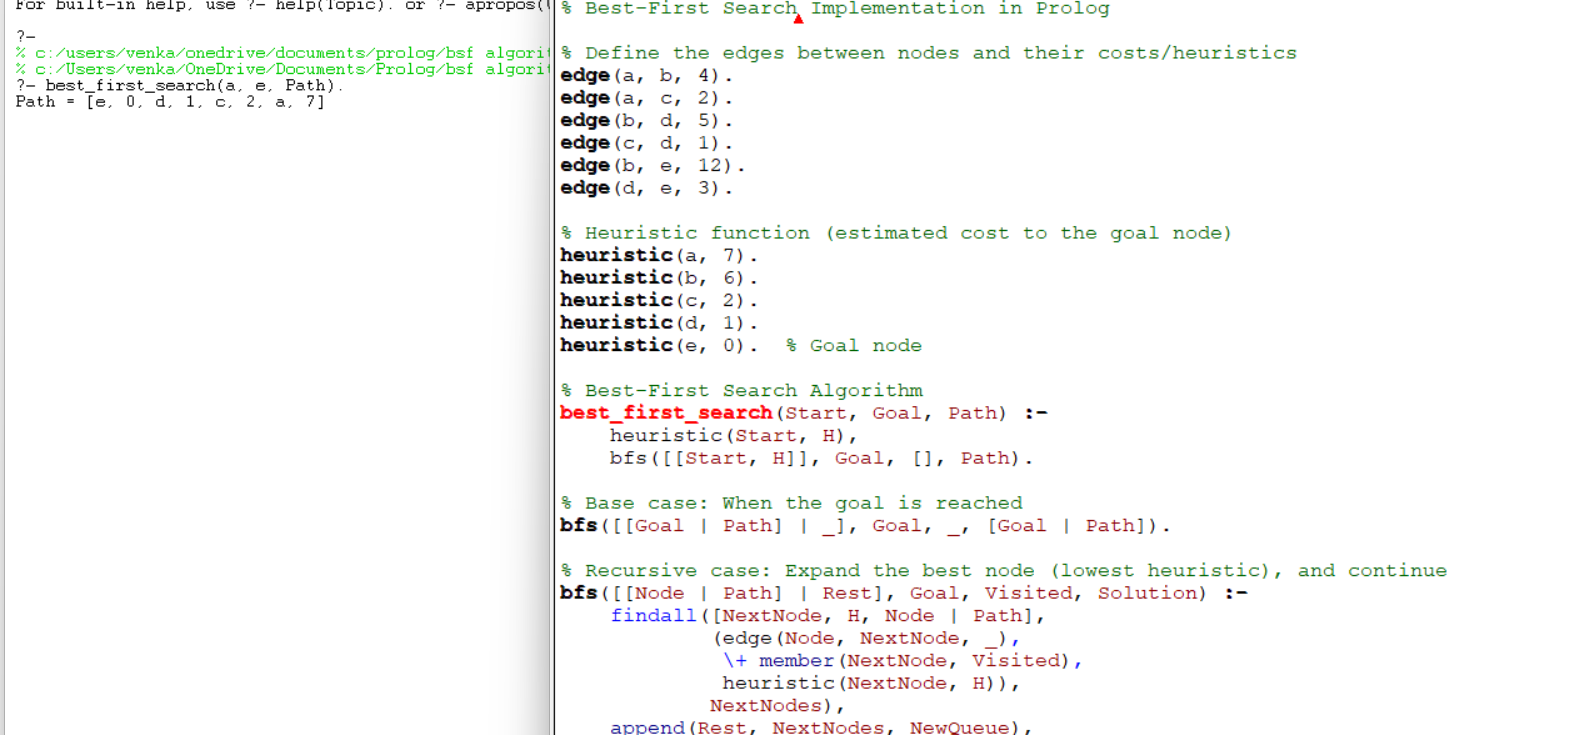 For built-in help, use ?- help(Topic). or ?- apropos(
?-
% c:/users/venka/onedrive/documents/prolog/bsf algorit
% c:/Users/venka/OneDrive/Documents/Prolog/bsf algorit
?- best_first_search(a, e, Path).
Path = [e, 0, d, 1, c, 2, a, 7]
% Best-First Search Implementation in Prolog
% Define the edges between nodes and their costs/heuristics
edge(a, b, 4).
edge(a, c, 2).
edge(b, d, 5).
edge(c, d, 1).
edge(b, e, 12).
edge(d, e, 3).
% Heuristic function (estimated cost to the goal node)
heuristic(a, 7).
heuristic(b, 6).
heuristic(c, 2).
heuristic(d, 1).
heuristic(e, 0).  % Goal node
% Best-First Search Algorithm
best_first_search(Start, Goal, Path) :-
    heuristic(Start, H),
    bfs([[Start, H]], Goal, [], Path).
% Base case: When the goal is reached
bfs([[Goal | Path] | _], Goal, _, [Goal | Path]).
% Recursive case: Expand the best node (lowest heuristic), and continue
bfs([[Node | Path] | Rest], Goal, Visited, Solution) :-
    findall([NextNode, H, Node | Path],
            (edge(Node, NextNode, _),
             \+ member(NextNode, Visited),
             heuristic(NextNode, H)),
            NextNodes),
    append(Rest, NextNodes, NewQueue),